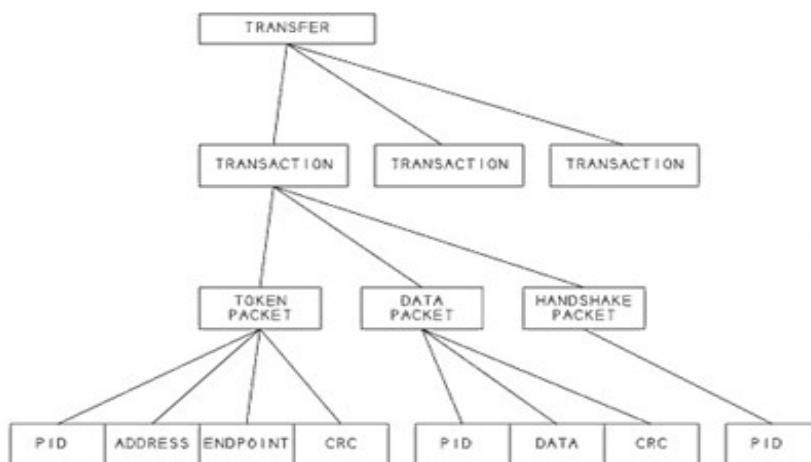 TRANSFER
TRANSACTION TRANSACTION TRANSACTION
TOKEN PACKET DATA PACKET HANDSHAKE PACKET
PID ADDRESS ENDPOINT CRC PID DATA CRC PID